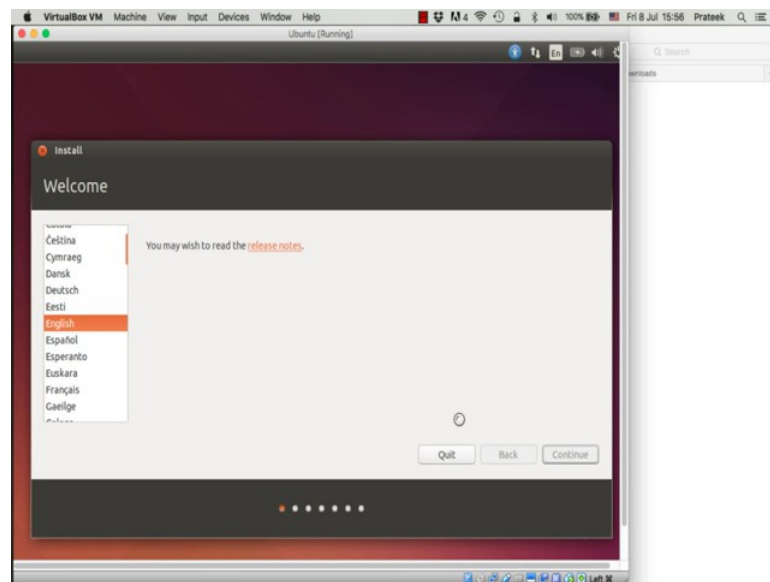 VirtualBox VM Machine View Input Devices Window Help 100% Fri 8 Jul 15:56 Prateek
Ubuntu [Running]
En
Search
Install
Welcome
Čeština
Cymraeg
Dansk
Deutsch
Eesti
English
Español
Esperanto
Euskara
Français
Gaeilge
You may wish to read the release notes.
Quit Back Continue
Left ⌘